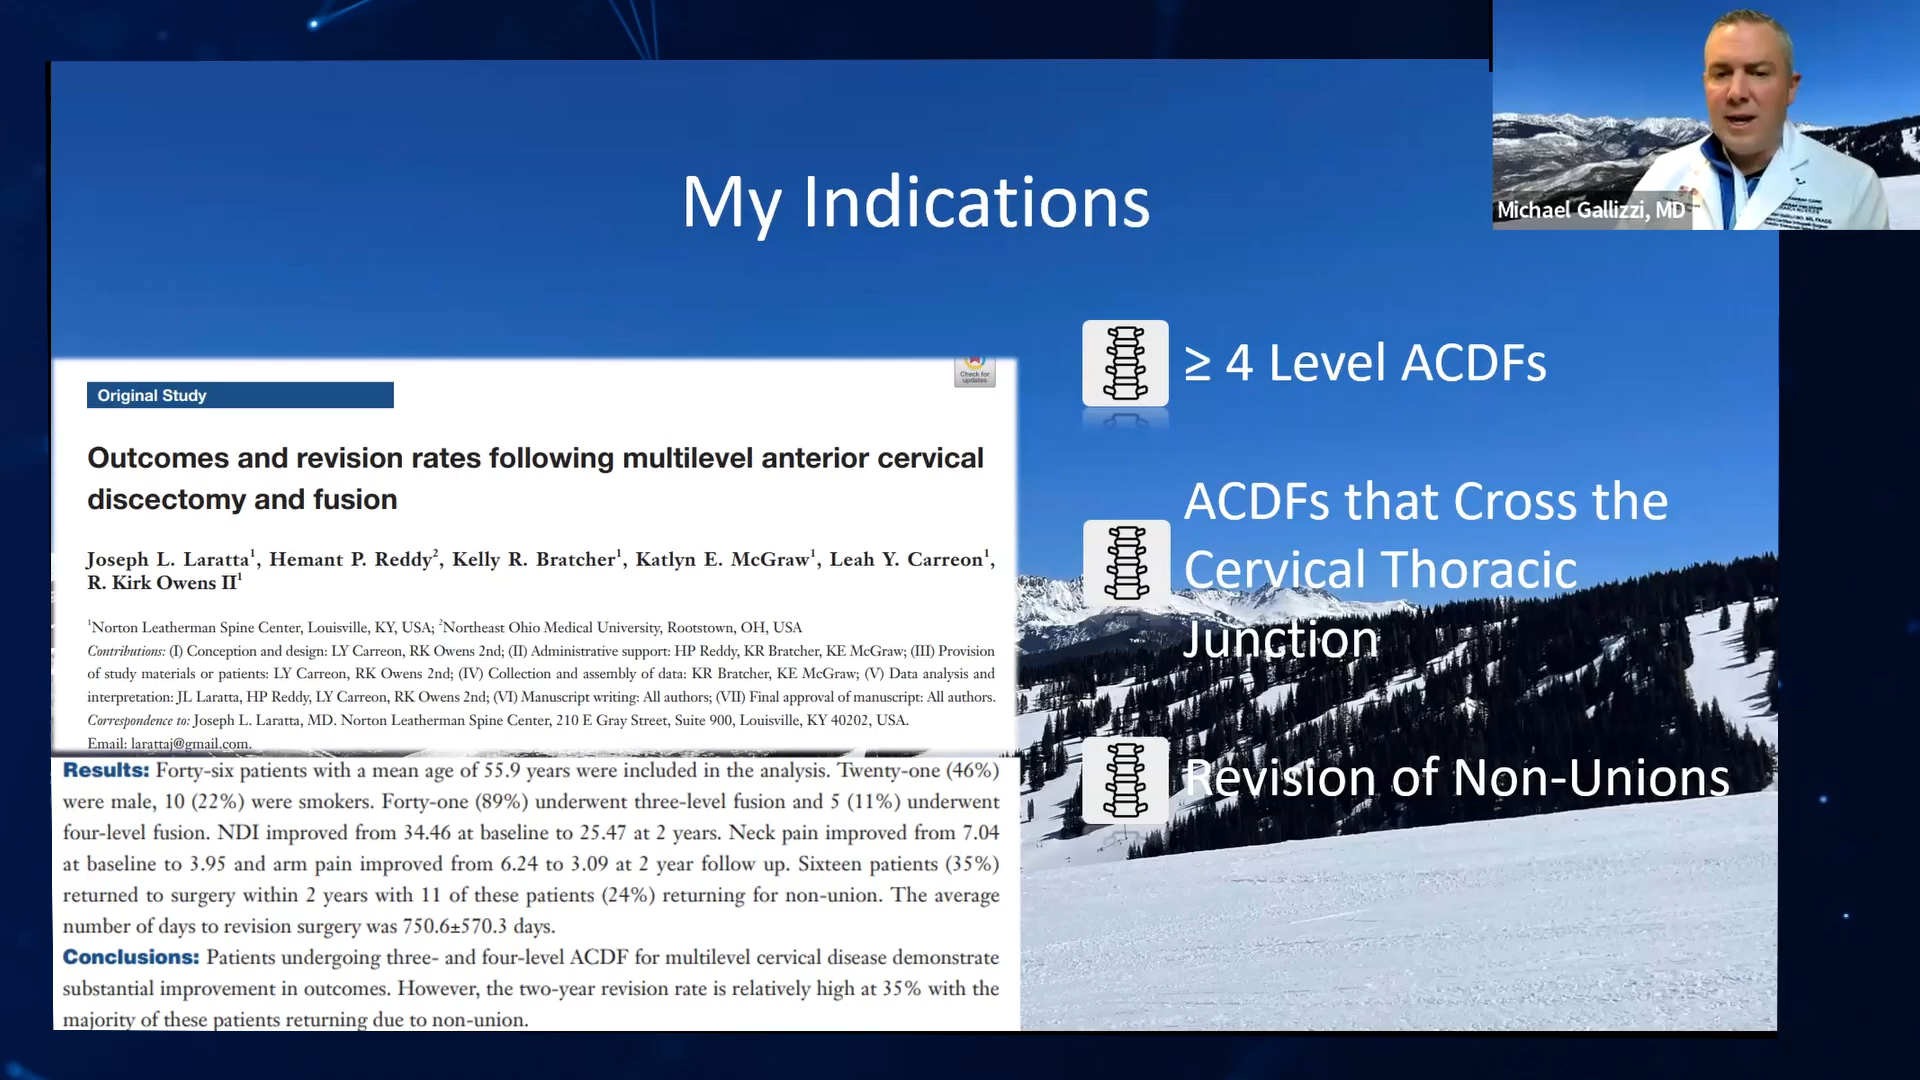 Michael Gallizzi, MD
My Indications
Check for
updates
Original Study
Outcomes and revision rates following multilevel anterior cervical
discectomy and fusion
Joseph L. Laratta1, Hemant P. Reddy2, Kelly R. Bratcher1, Katlyn E. McGraw1, Leah Y. Carreon1,
R. Kirk Owens II1
1Norton Leatherman Spine Center, Louisville, KY, USA; 2Northeast Ohio Medical University, Rootstown, OH, USA
Contributions: (I) Conception and design: LY Carreon, RK Owens 2nd; (II) Administrative support: HP Reddy, KR Bratcher, KE McGraw; (III) Provision
of study materials or patients: LY Carreon, RK Owens 2nd; (IV) Collection and assembly of data: KR Bratcher, KE McGraw; (V) Data analysis and
interpretation: JL Laratta, HP Reddy, LY Carreon, RK Owens 2nd; (VI) Manuscript writing: All authors; (VII) Final approval of manuscript: All authors.
Correspondence to: Joseph L. Laratta, MD. Norton Leatherman Spine Center, 210 E Gray Street, Suite 900, Louisville, KY 40202, USA.
Email: larattaj@gmail.com.
Results: Forty-six patients with a mean age of 55.9 years were included in the analysis. Twenty-one (46%)
were male, 10 (22%) were smokers. Forty-one (89%) underwent three-level fusion and 5 (11%) underwent
four-level fusion. NDI improved from 34.46 at baseline to 25.47 at 2 years. Neck pain improved from 7.04
at baseline to 3.95 and arm pain improved from 6.24 to 3.09 at 2 year follow up. Sixteen patients (35%)
returned to surgery within 2 years with 11 of these patients (24%) returning for non-union. The average
number of days to revision surgery was 750.6±570.3 days.
Conclusions: Patients undergoing three- and four-level ACDF for multilevel cervical disease demonstrate
substantial improvement in outcomes. However, the two-year revision rate is relatively high at 35% with the
majority of these patients returning due to non-union.
≥ 4 Level ACDFs
ACDFs that Cross the
Cervical Thoracic
Junction
Revision of Non-Unions